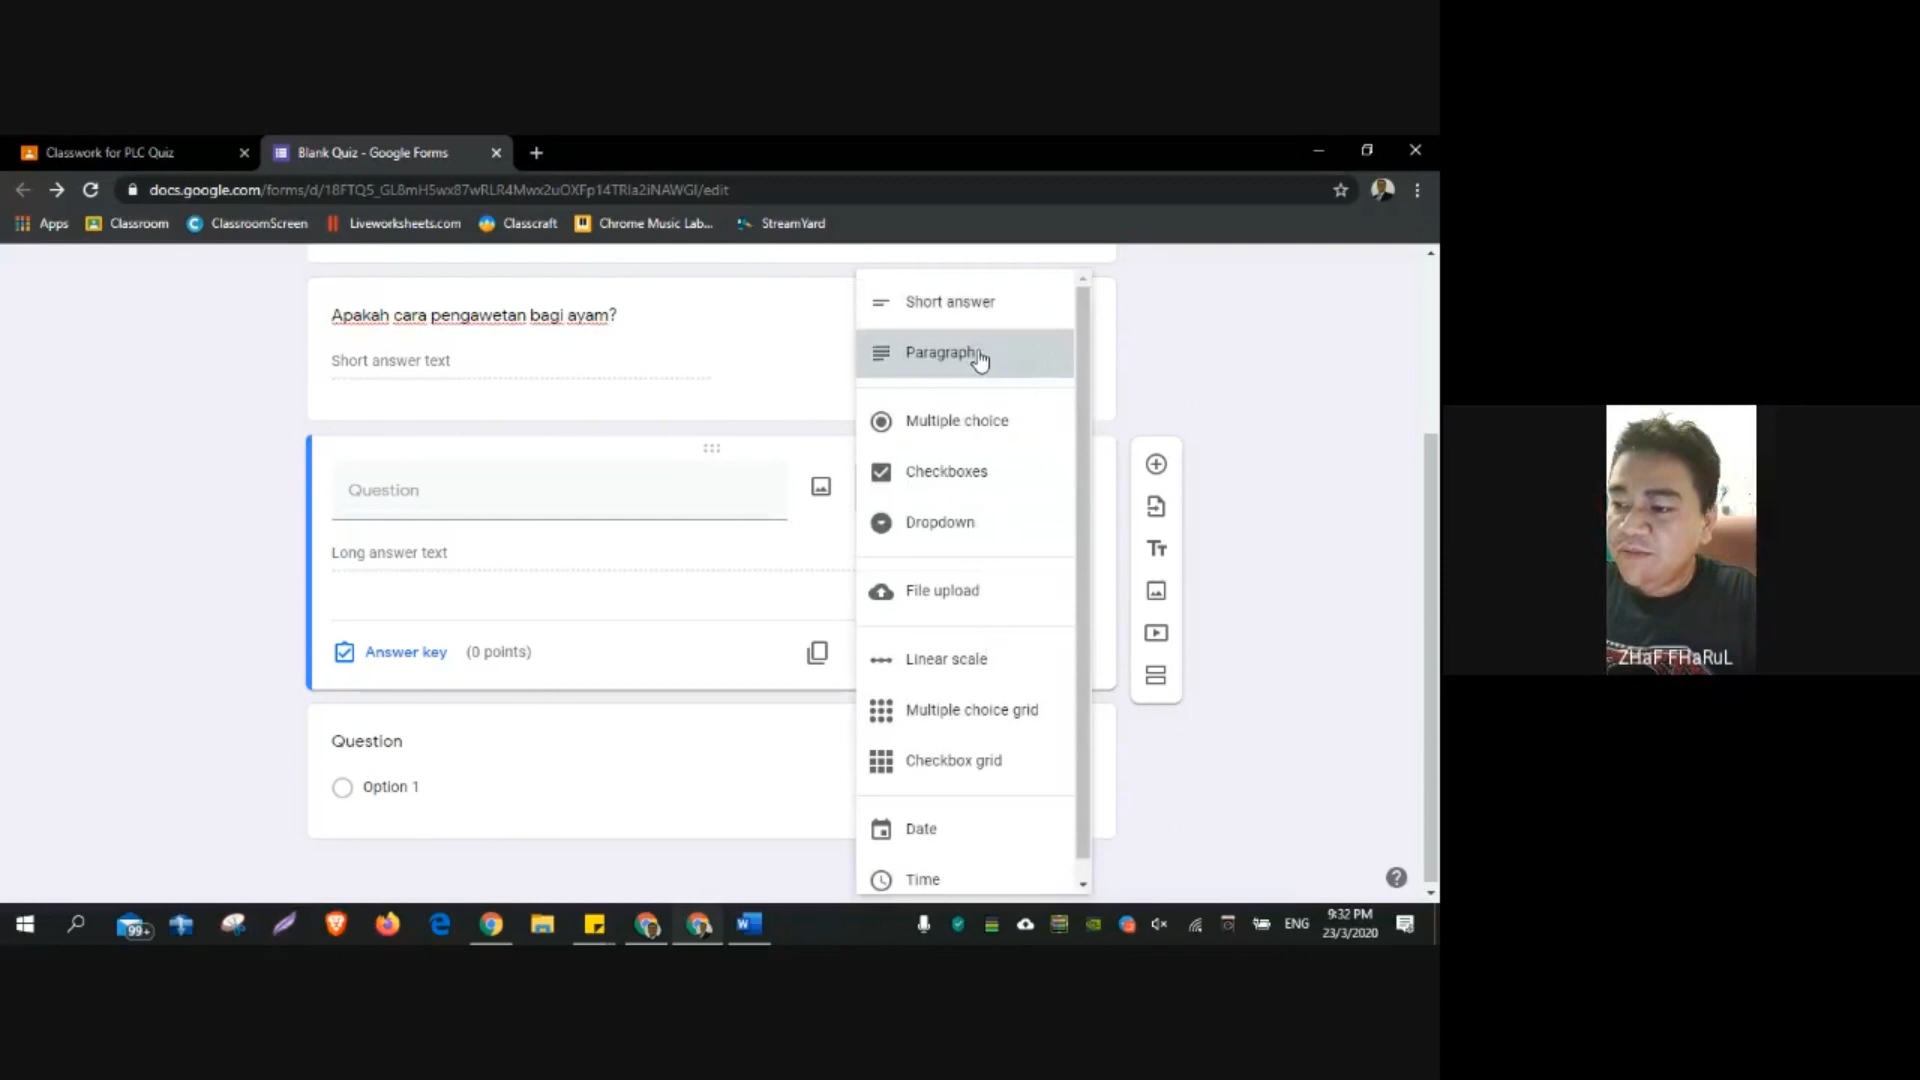 Classwork for PLC Quiz
Blank Quiz - Google Forms
docs.google.com/forms/d/18FTQ5_GL8mH5wx87wRLR4Mwx2uOXFp14TRIa2iNAWGI/edit
Apps
Classroom
ClassroomScreen
Liveworksheets.com
Classcraft
Chrome Music Lab...
StreamYard
Apakah cara pengawetan bagi ayam?
Short answer text
Question
Long answer text
Answer key
(0 points)
Question
Option 1
Short answer
Paragraph
Multiple choice
Checkboxes
Dropdown
File upload
Linear scale
Multiple choice grid
Checkbox grid
Date
Time
ZHaF FHaRuL
99+
ENG
9:32 PM
23/3/2020